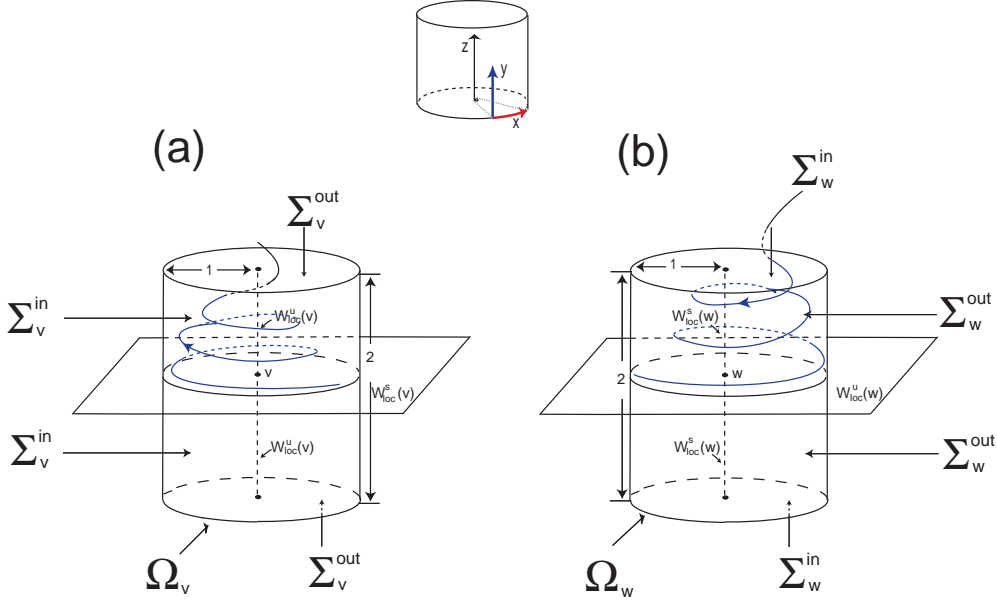 z
y
x
(a)
(b)
Σ_v^out
Σ_w^in
1
1
Σ_v^in
W_loc^u(v)
W_loc^s(w)
Σ_w^out
2
v
2
w
W_loc^s(v)
W_loc^u(w)
Σ_v^in
W_loc^u(v)
W_loc^s(w)
Σ_w^out
Ω_v
Σ_v^out
Ω_w
Σ_w^in